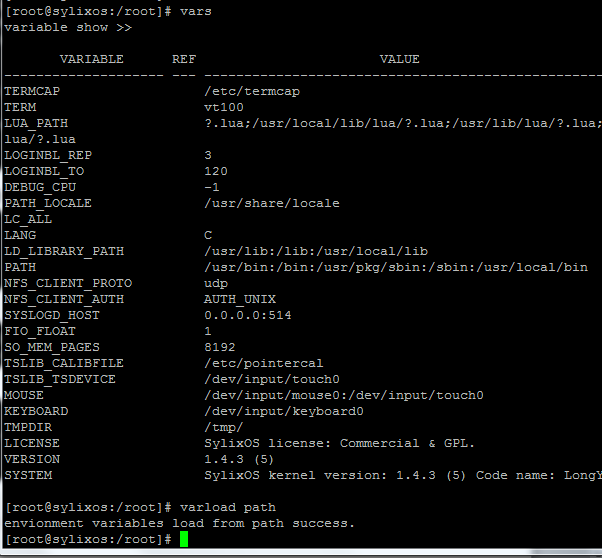 [root@sylixos:/root]# vars
variable show >>
VARIABLE REF VALUE
-------------------- --- --------------------------------------------------
TERMCAP /etc/termcap
TERM vt100
LUA_PATH ?.lua;/usr/local/lib/lua/?.lua;/usr/lib/lua/?.lua;
lua/?.lua
LOGINBL_REP 3
LOGINBL_TO 120
DEBUG_CPU -1
PATH_LOCALE /usr/share/locale
LC_ALL
LANG C
LD_LIBRARY_PATH /usr/lib:/lib:/usr/local/lib
PATH /usr/bin:/bin:/usr/pkg/sbin:/sbin:/usr/local/bin
NFS_CLIENT_PROTO udp
NFS_CLIENT_AUTH AUTH_UNIX
SYSLOGD_HOST 0.0.0.0:514
FIO_FLOAT 1
SO_MEM_PAGES 8192
TSLIB_CALIBFILE /etc/pointercal
TSLIB_TSDEVICE /dev/input/touch0
MOUSE /dev/input/mouse0:/dev/input/touch0
KEYBOARD /dev/input/keyboard0
TMPDIR /tmp/
LICENSE SylixOS license: Commercial & GPL.
VERSION 1.4.3 (5)
SYSTEM SylixOS kernel version: 1.4.3 (5) Code name: LongY
[root@sylixos:/root]# varload path
envionment variables load from path success.
[root@sylixos:/root]#